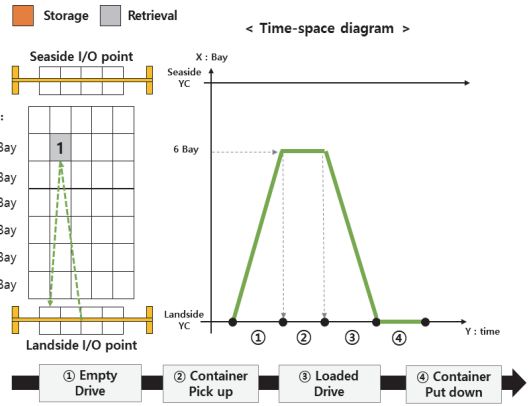 Storage
Retrieval
< Time-space diagram >
Seaside I/O point
X : Bay
Seaside
YC
:
Bay
1
6 Bay
Bay
Bay
Bay
Bay
Bay
Landside
YC
① ② ③ ④
Y : time
Landside I/O point
① Empty
Drive
② Container
Pick up
③ Loaded
Drive
④ Container
Put down